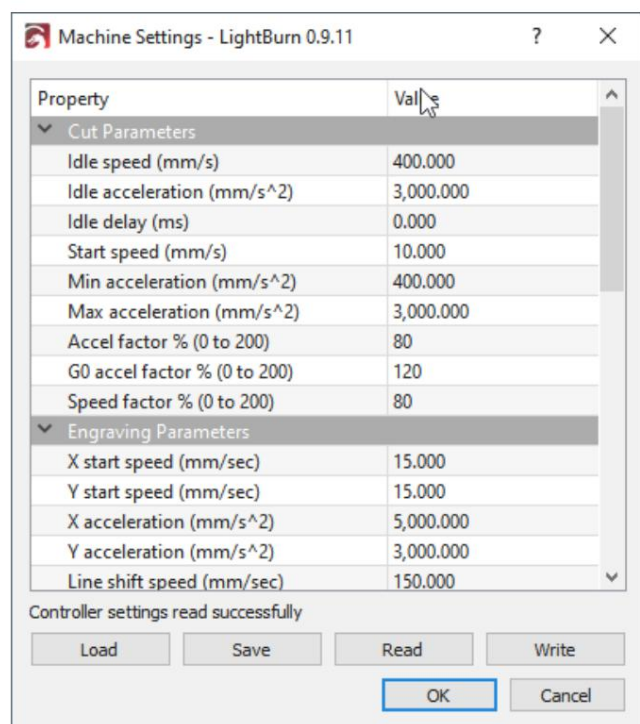 Machine Settings - LightBurn 0.9.11 ?
Property Value
Cut Parameters
Idle speed (mm/s) 400.000
Idle acceleration (mm/s^2) 3,000.000
Idle delay (ms) 0.000
Start speed (mm/s) 10.000
Min acceleration (mm/s^2) 400.000
Max acceleration (mm/s^2) 3,000.000
Accel factor % (0 to 200) 80
G0 accel factor % (0 to 200) 120
Speed factor % (0 to 200) 80
Engraving Parameters
X start speed (mm/sec) 15.000
Y start speed (mm/sec) 15.000
X acceleration (mm/s^2) 5,000.000
Y acceleration (mm/s^2) 3,000.000
Line shift speed (mm/sec) 150.000
Controller settings read successfully
Load Save Read Write
OK Cancel